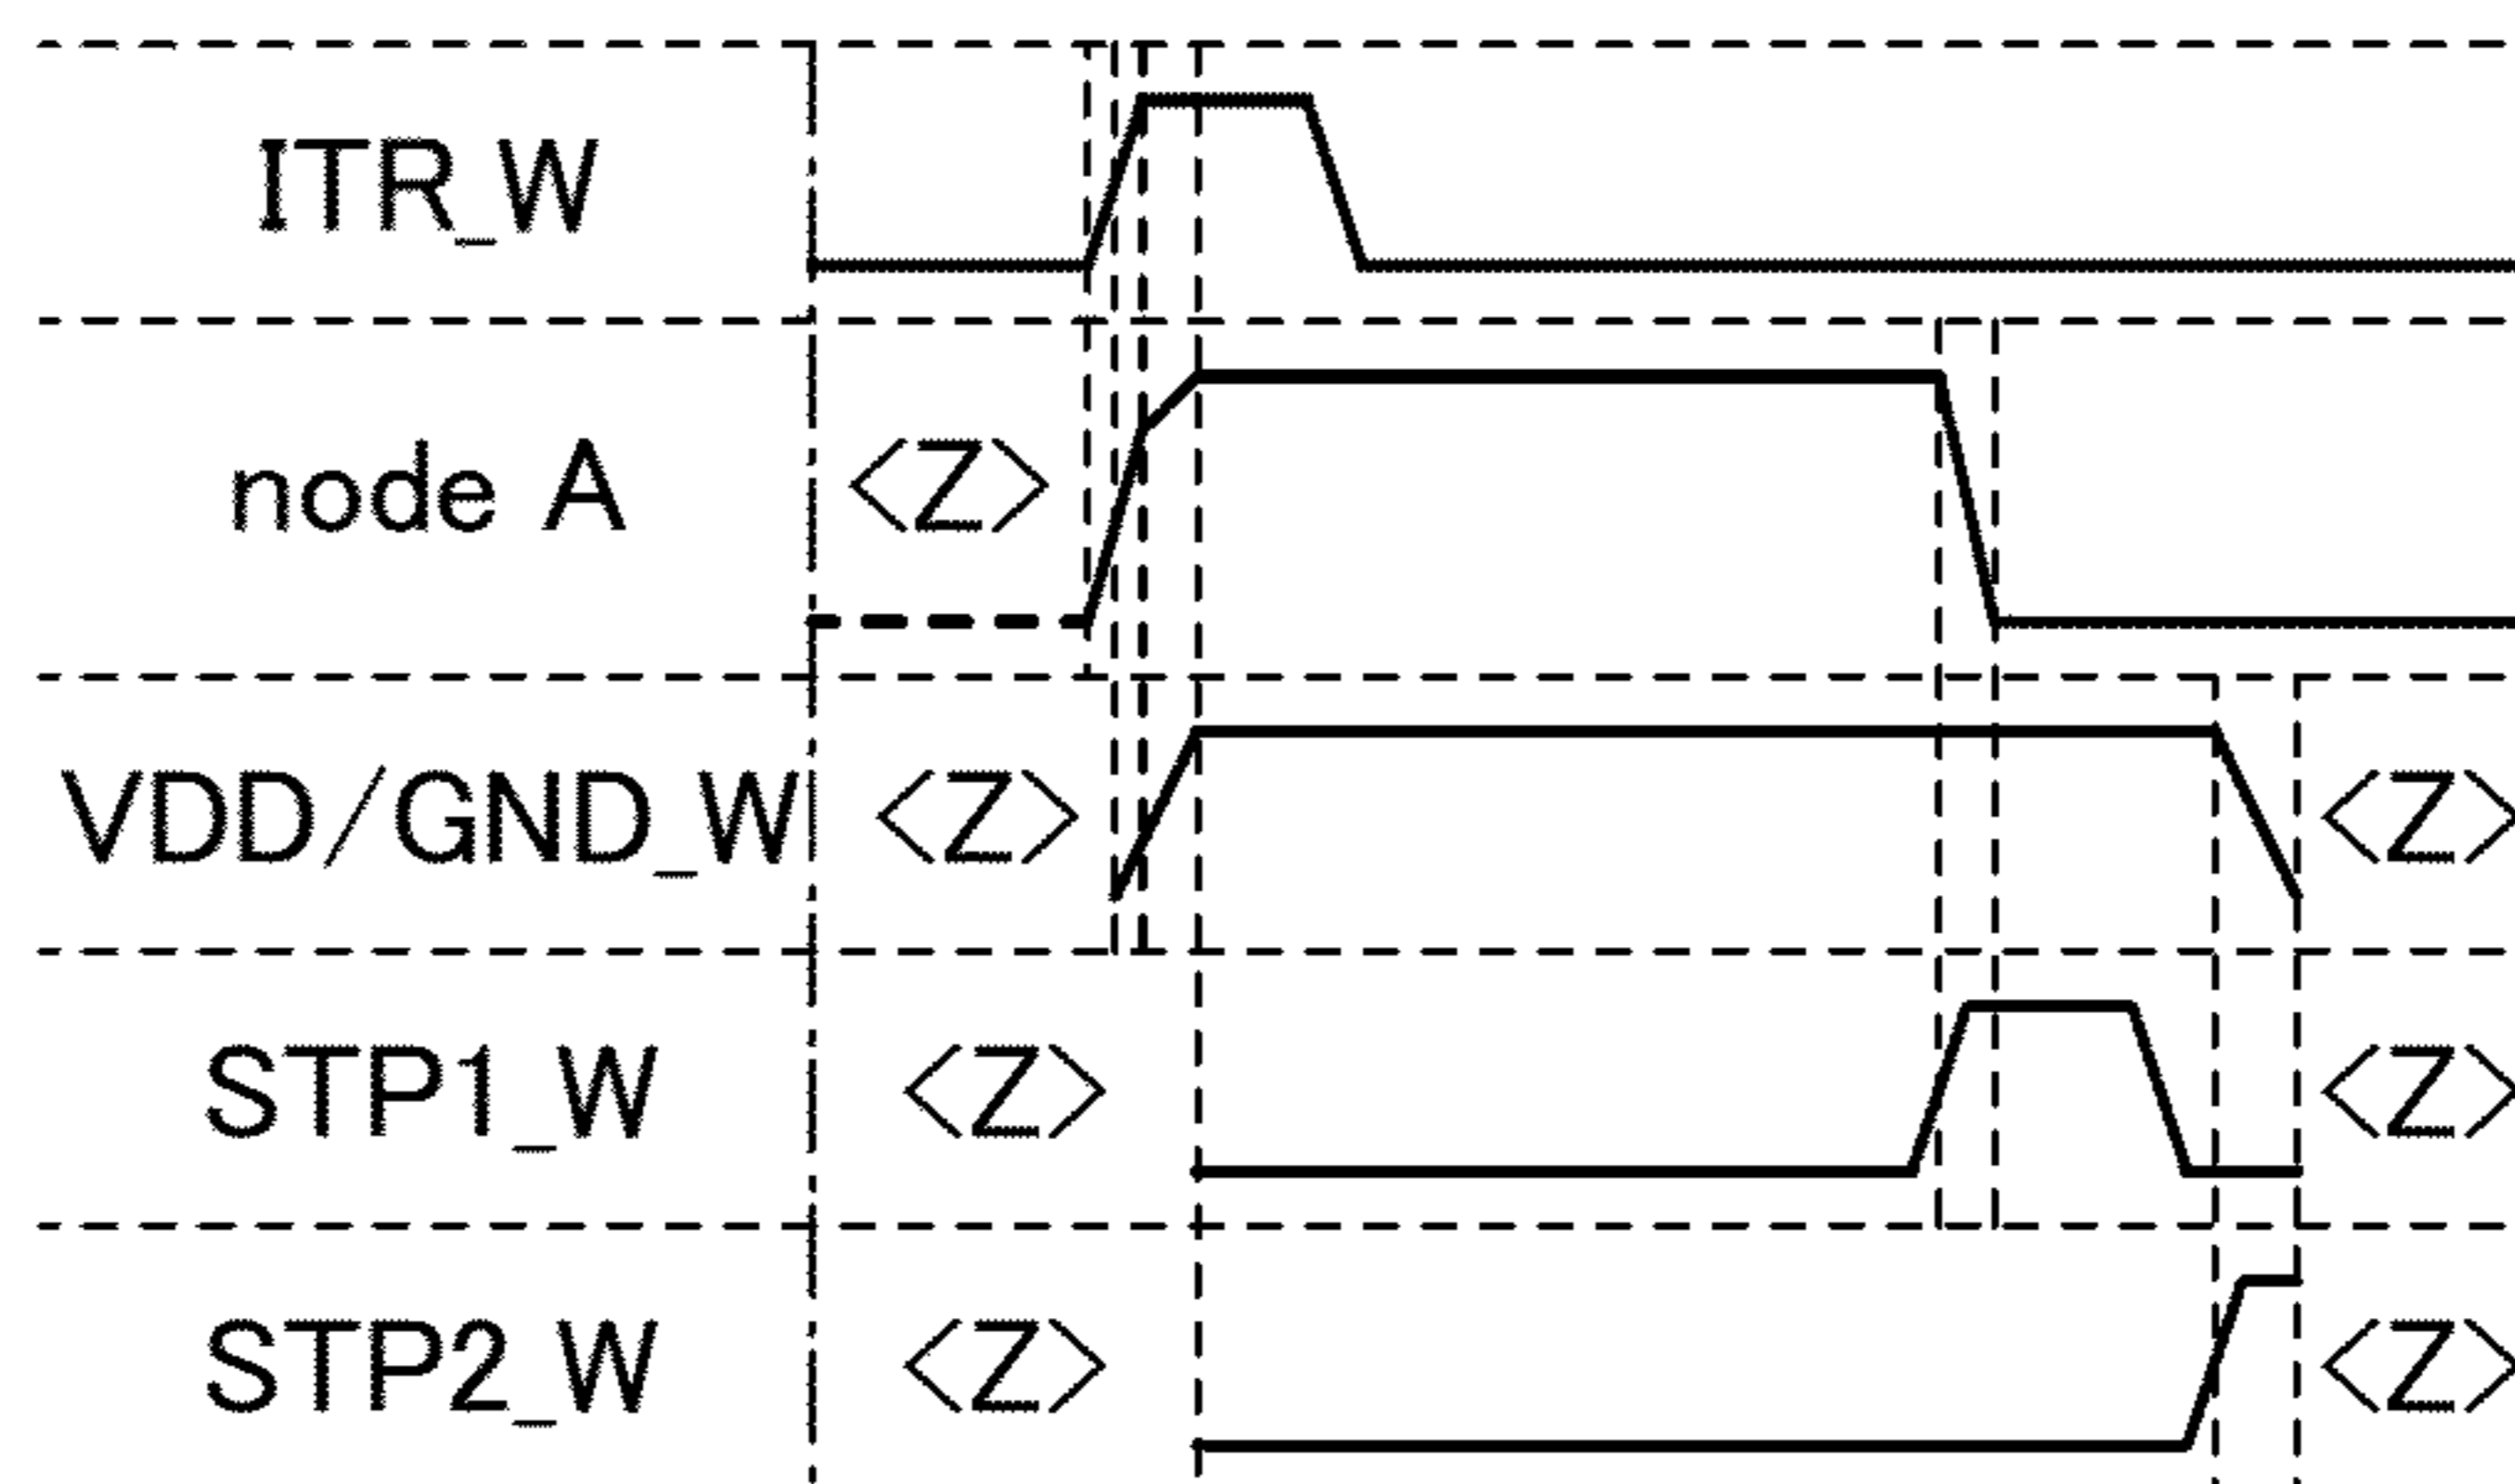 ITR_W
node A <Z>
VDD/GND_W <Z> <Z>
STP1_W <Z> <Z>
STP2_W <Z> <Z>